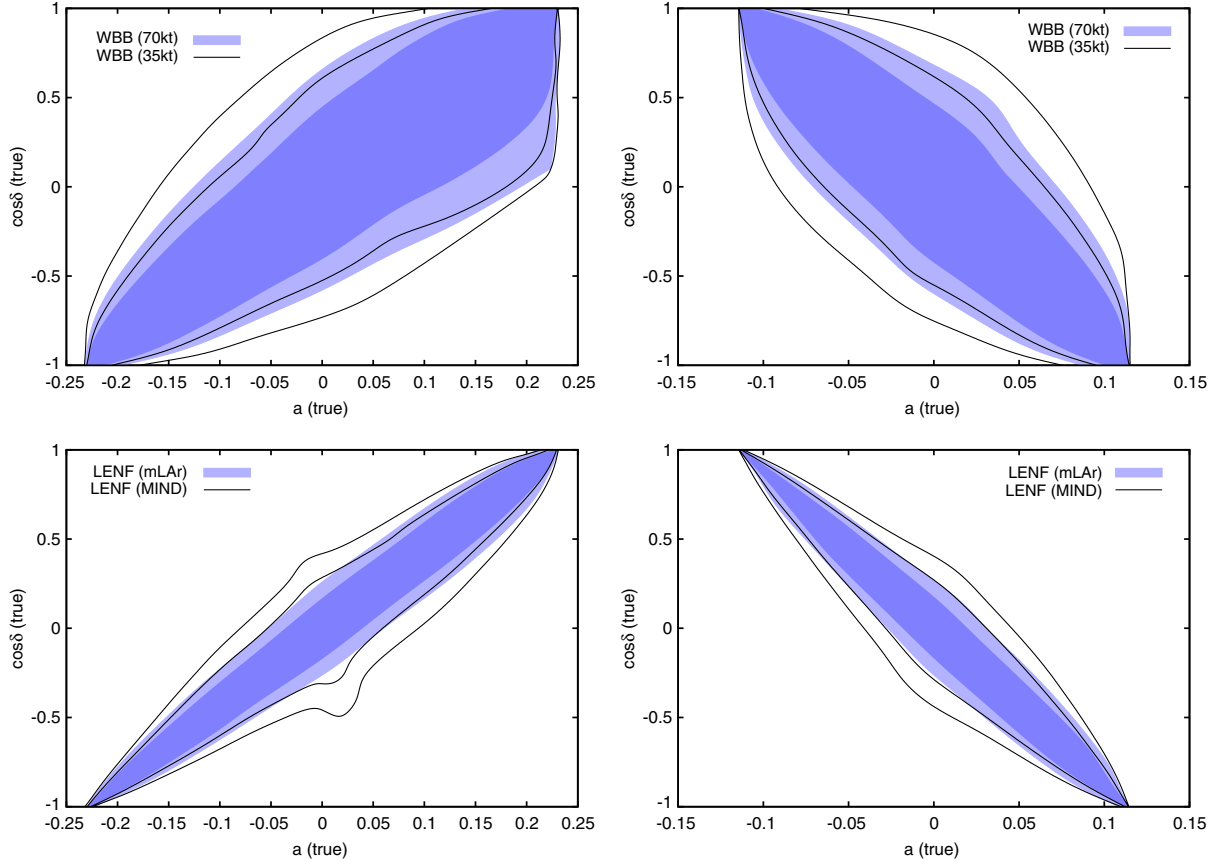 WBB (70kt)
WBB (35kt)
1
0.5
0
-0.5
-1
cosδ (true)
-0.25 -0.2 -0.15 -0.1 -0.05 0 0.05 0.1 0.15 0.2 0.25
a (true)
WBB (70kt)
WBB (35kt)
1
0.5
0
-0.5
-1
cosδ (true)
-0.15 -0.1 -0.05 0 0.05 0.1 0.15
a (true)
LENF (mLAr)
LENF (MIND)
1
0.5
0
-0.5
-1
cosδ (true)
-0.25 -0.2 -0.15 -0.1 -0.05 0 0.05 0.1 0.15 0.2 0.25
a (true)
LENF (mLAr)
LENF (MIND)
1
0.5
0
-0.5
-1
cosδ (true)
-0.15 -0.1 -0.05 0 0.05 0.1 0.15
a (true)